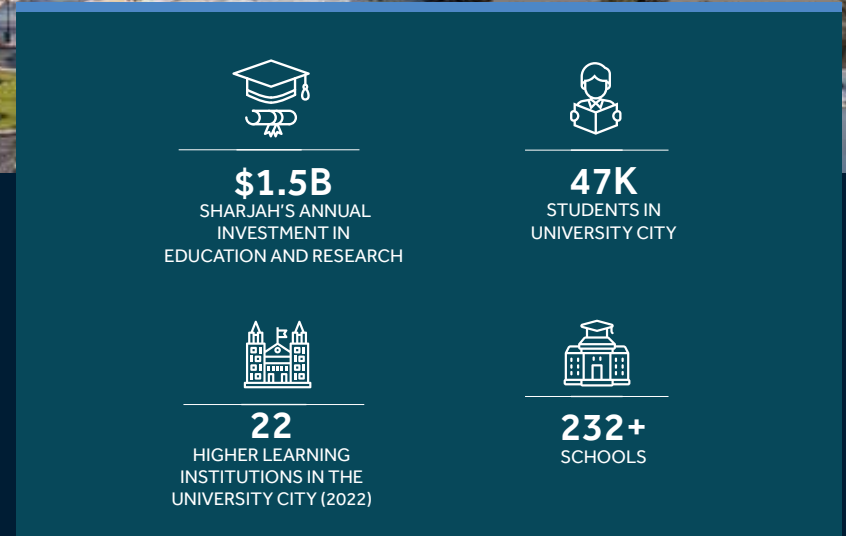 $1.5B
SHARJAH'S ANNUAL
INVESTMENT IN
EDUCATION AND RESEARCH
47K
STUDENTS IN
UNIVERSITY CITY
22
HIGHER LEARNING
INSTITUTIONS IN THE
UNIVERSITY CITY (2022)
232+
SCHOOLS